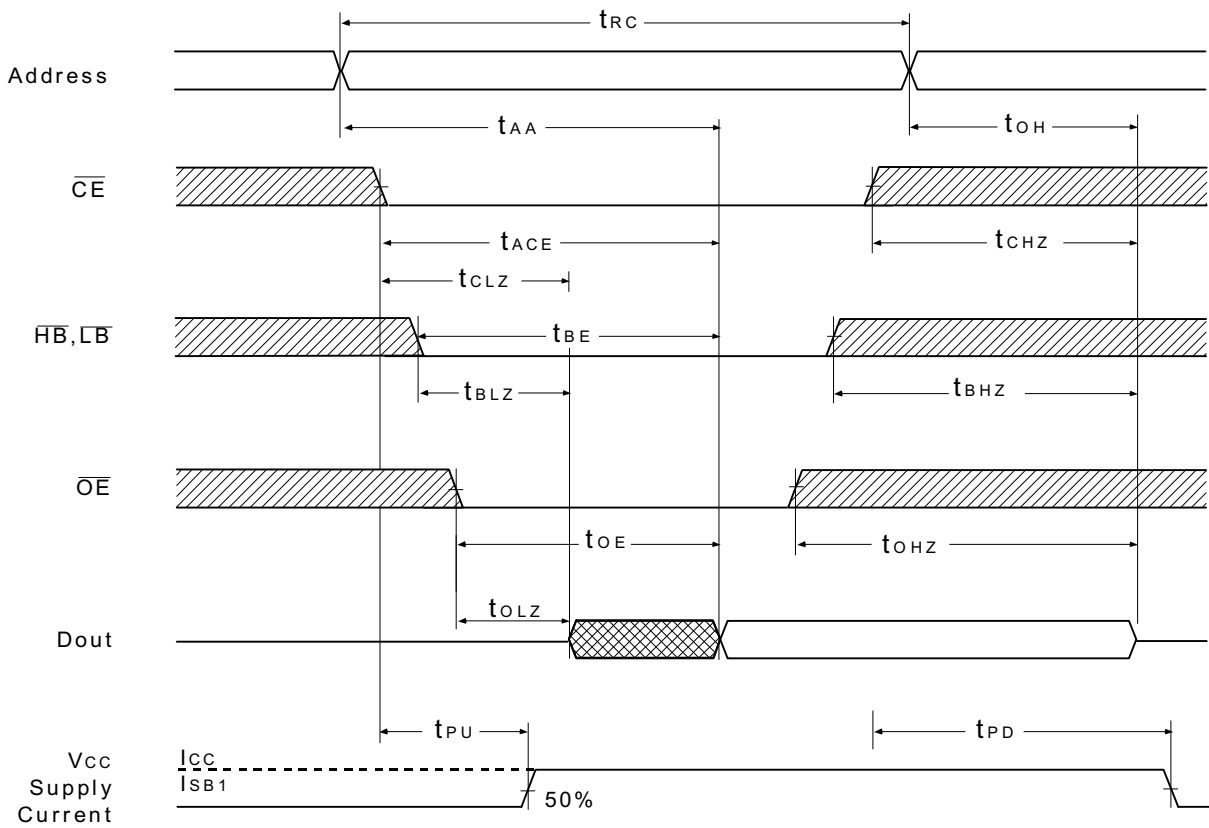 tRC
Address
tAA
tOH
CE
tACE
tCHZ
tCLZ
HB,LB
tBE
tBLZ
tBHZ
OE
tOE
tOHZ
tOLZ
Dout
tPU
tPD
VCC
Supply
Current
ICC
ISB1
50%